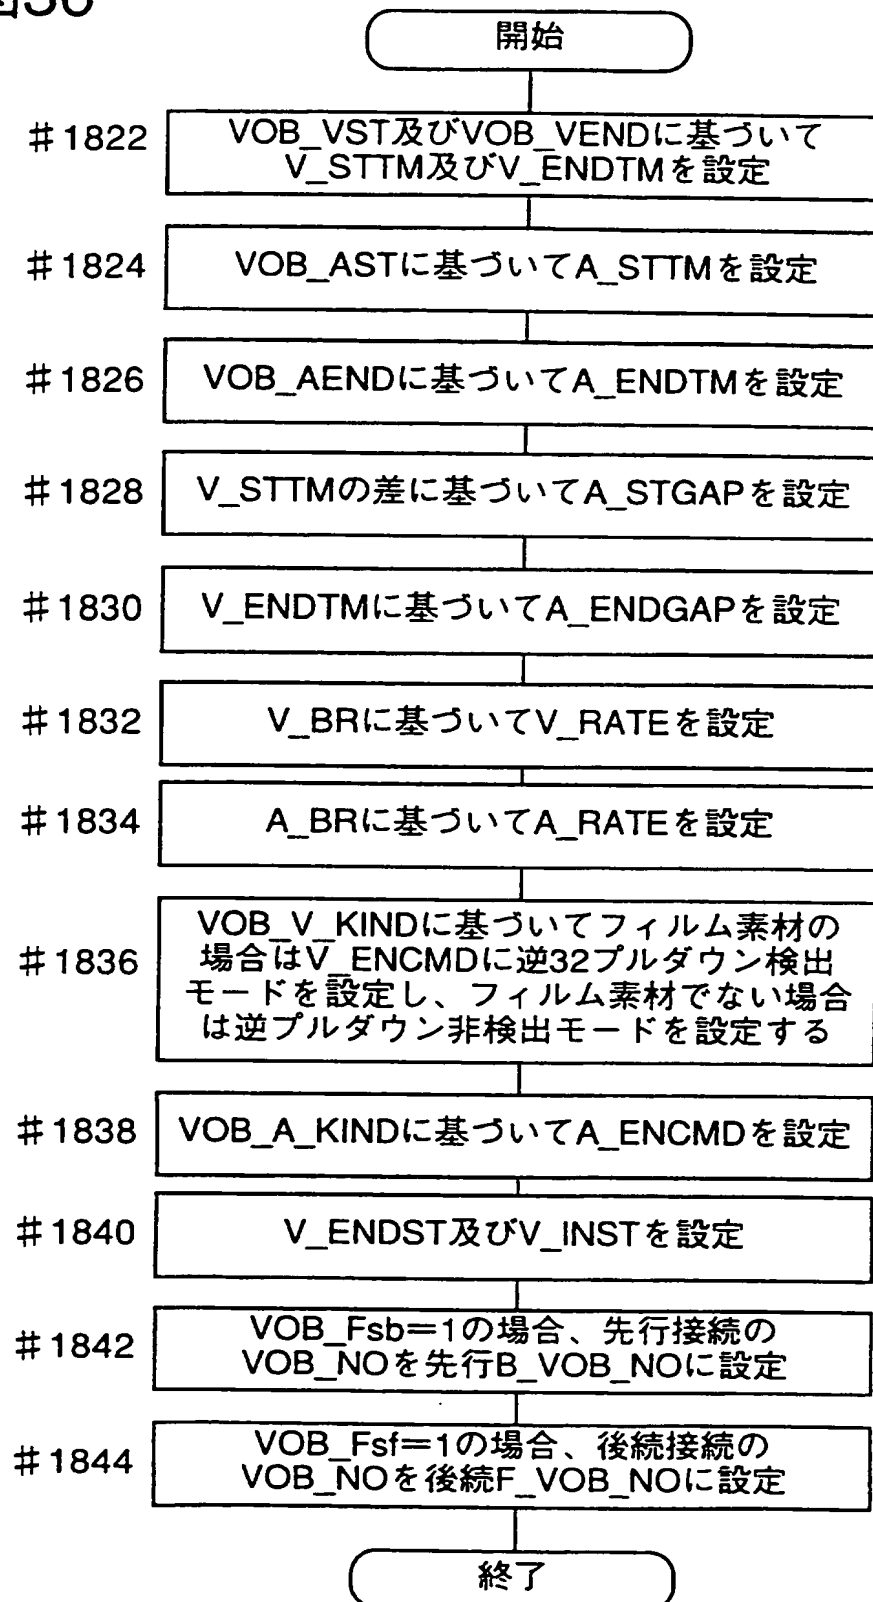 図36
開始
#1822
VOB_VST及びVOB_VENDに基づいて
V_STTM及びV_ENDTMを設定
#1824
VOB_ASTに基づいてA_STTMを設定
#1826
VOB_AENDに基づいてA_ENDTMを設定
#1828
V_STTMの差に基づいてA_STGAPを設定
#1830
V_ENDTMに基づいてA_ENDGAPを設定
#1832
V_BRに基づいてV_RATEを設定
#1834
A_BRに基づいてA_RATEを設定
#1836
VOB_V_KINDに基づいてフィルム素材の
場合はV_ENCMDに逆32プルダウン検出
モードを設定し、フィルム素材でない場合
は逆プルダウン非検出モードを設定する
#1838
VOB_A_KINDに基づいてA_ENCMDを設定
#1840
V_ENDST及びV_INSTを設定
#1842
VOB_Fsb=1の場合、先行接続の
VOB_NOを先行B_VOB_NOに設定
#1844
VOB_Fsf=1の場合、後続接続の
VOB_NOを後続F_VOB_NOに設定
終了